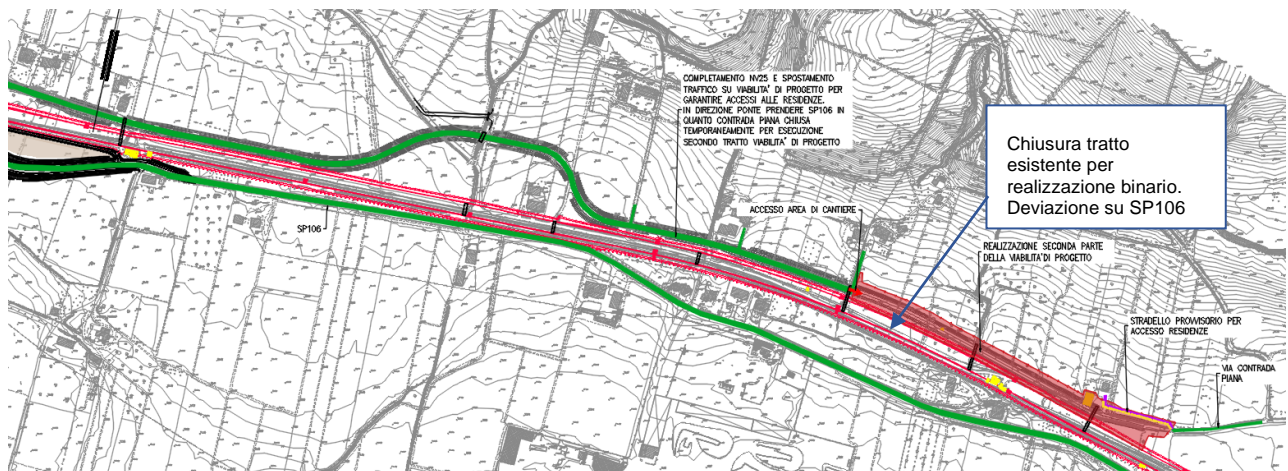 COMPLETAMENTO NV25 E SPOSTAMENTO
TRAFFICO SU VIABILITA' DI PROGETTO PER
GARANTIRE ACCESSI ALLE RESIDENZE.
IN DIREZIONE PONTE PRENDERE SP106 IN
QUANTO CONTRADA PIANA CHIUSA
TEMPORANEAMENTE PER ESECUZIONE
SECONDO TRATTO VIABILITA' DI PROGETTO
Chiusura tratto
esistente per
realizzazione binario.
Deviazione su SP106
ACCESSO AREA DI CANTIERE
SP106
REALIZZAZIONE SECONDA PARTE
DELLA VIABILITA'DI PROGETTO
STRADELLO PROVVISORIO PER
ACCESSO RESIDENZE
VIA CONTRADA
PIANA